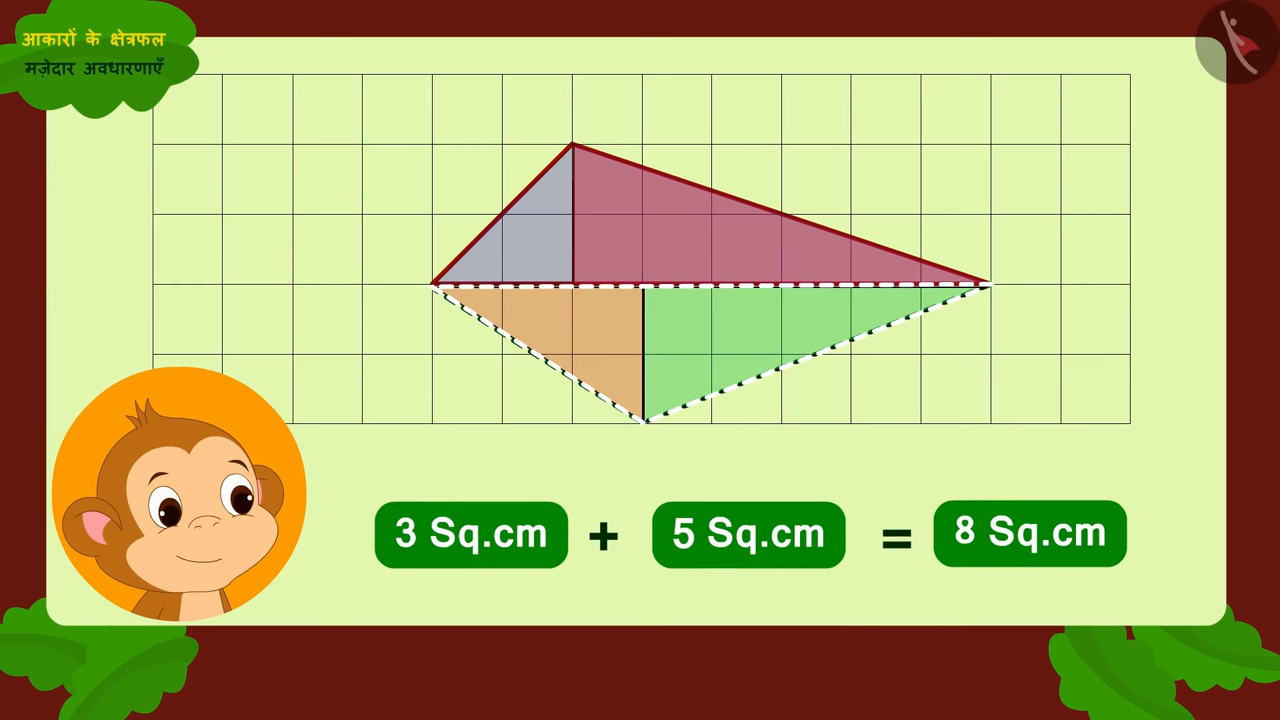 आकारों के क्षेत्रफल
मज़ेदार अवधारणाएँ
3 Sq.cm + 5 Sq.cm = 8 Sq.cm